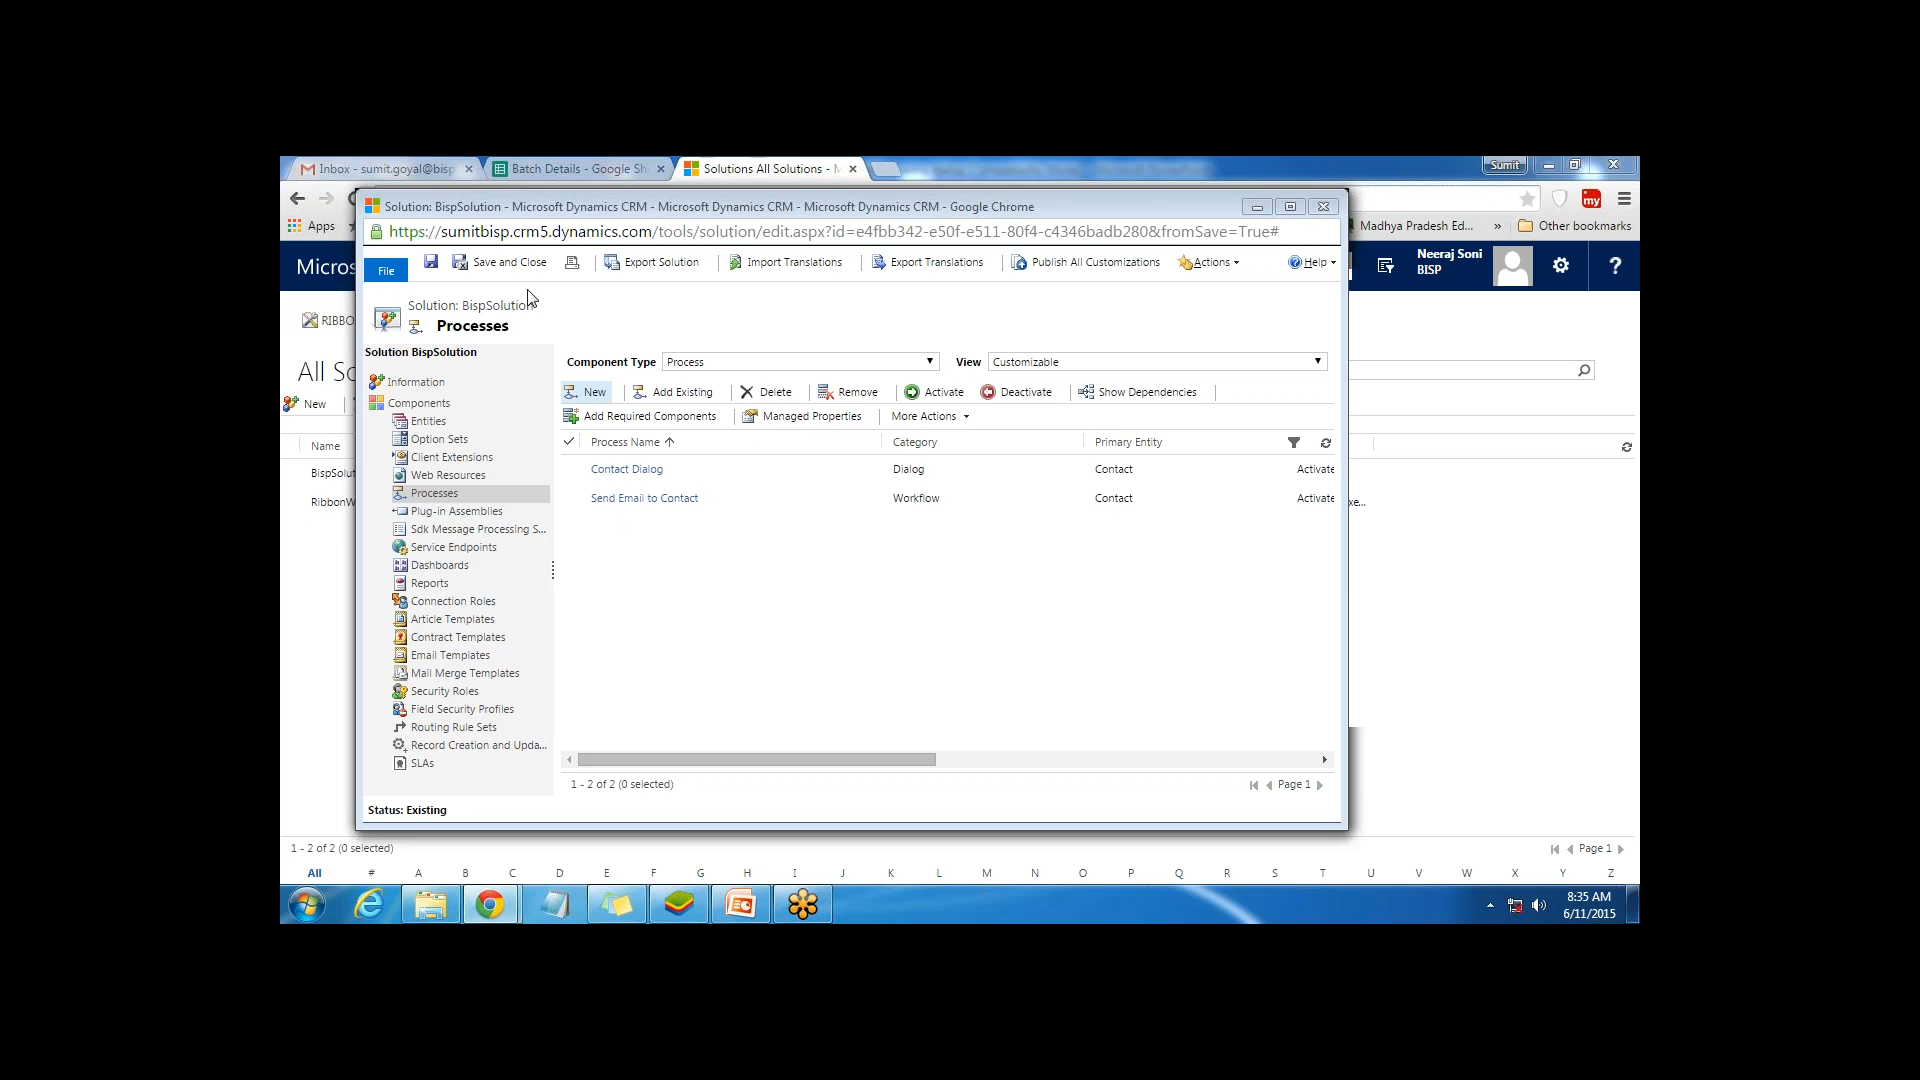 Inbox - sumit.goyal@bisp
Batch Details - Google Sh
Solutions All Solutions - M
Sumit
Apps
Madhya Pradesh Ed...
»
Other bookmarks
Solution: BispSolution - Microsoft Dynamics CRM - Microsoft Dynamics CRM - Microsoft Dynamics CRM - Google Chrome
https://sumitbisp.crm5.dynamics.com/tools/solution/edit.aspx?id=e4fbb342-e50f-e511-80f4-c4346badb280&fromSave=True#
my
Micros
Neeraj Soni
BISP
?
File
Save and Close
Export Solution
Import Translations
Export Translations
Publish All Customizations
Actions
Help
RIBBO
All So
New
Name
BispSolut
RibbonW
xe...
Solution: BispSolution
Processes
Solution BispSolution
Information
Components
Entities
Option Sets
Client Extensions
Web Resources
Processes
Plug-in Assemblies
Sdk Message Processing S...
Service Endpoints
Dashboards
Reports
Connection Roles
Article Templates
Contract Templates
Email Templates
Mail Merge Templates
Security Roles
Field Security Profiles
Routing Rule Sets
Record Creation and Upda...
SLAs
Component Type Process
View Customizable
New
Add Existing
Delete
Remove
Activate
Deactivate
Show Dependencies
Add Required Components
Managed Properties
More Actions
Process Name
Category
Primary Entity
Contact Dialog
Dialog
Contact
Activate
Send Email to Contact
Workflow
Contact
Activate
1 - 2 of 2 (0 selected)
Page 1
Status: Existing
1 - 2 of 2 (0 selected)
Page 1
All # A B C D E F G H I J K L M N O P Q R S T U V W X Y Z
8:35 AM
6/11/2015